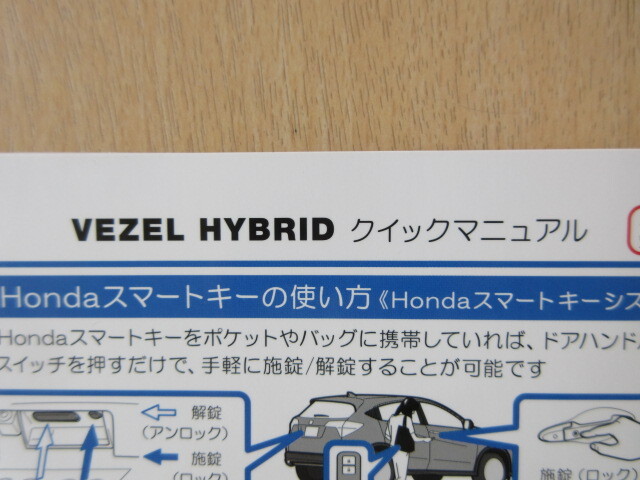 VEZEL HYBRID クイックマニュアル
Hondaスマートキーの使い方《Hondaスマートキーシス
Hondaスマートキーをポケットやバッグに携帯していれば、ドアハンドル
スイッチを押すだけで、手軽に施錠/解錠することが可能です
解錠
(アンロック)
施錠
(ロック)
施錠(ロック)